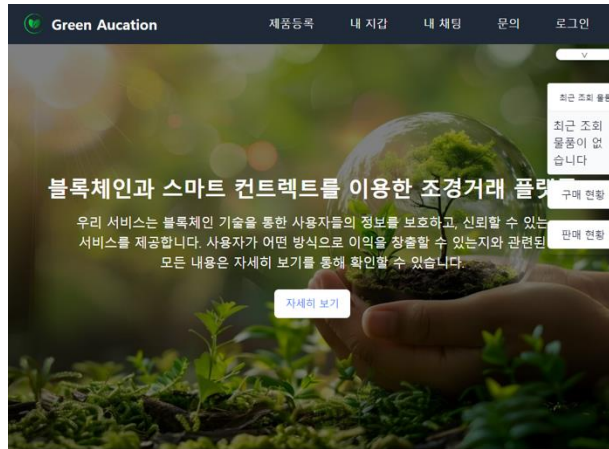 Green Aucation
제품등록 내 지갑 내 채팅 문의 로그인
최근 조회 물품
최근 조회
물품이 없
습니다
블록체인과 스마트 컨트렉트를 이용한 조경거래
구매 현황
우리 서비스는 블록체인 기술을 통한 사용자들의 정보를 보호하고, 신뢰할 수 있는
서비스를 제공합니다. 사용자가 어떤 방식으로 이익을 창출할 수 있는지와 관련된
모든 내용은 자세히 보기를 통해 확인할 수 있습니다.
판매 현황
자세히 보기